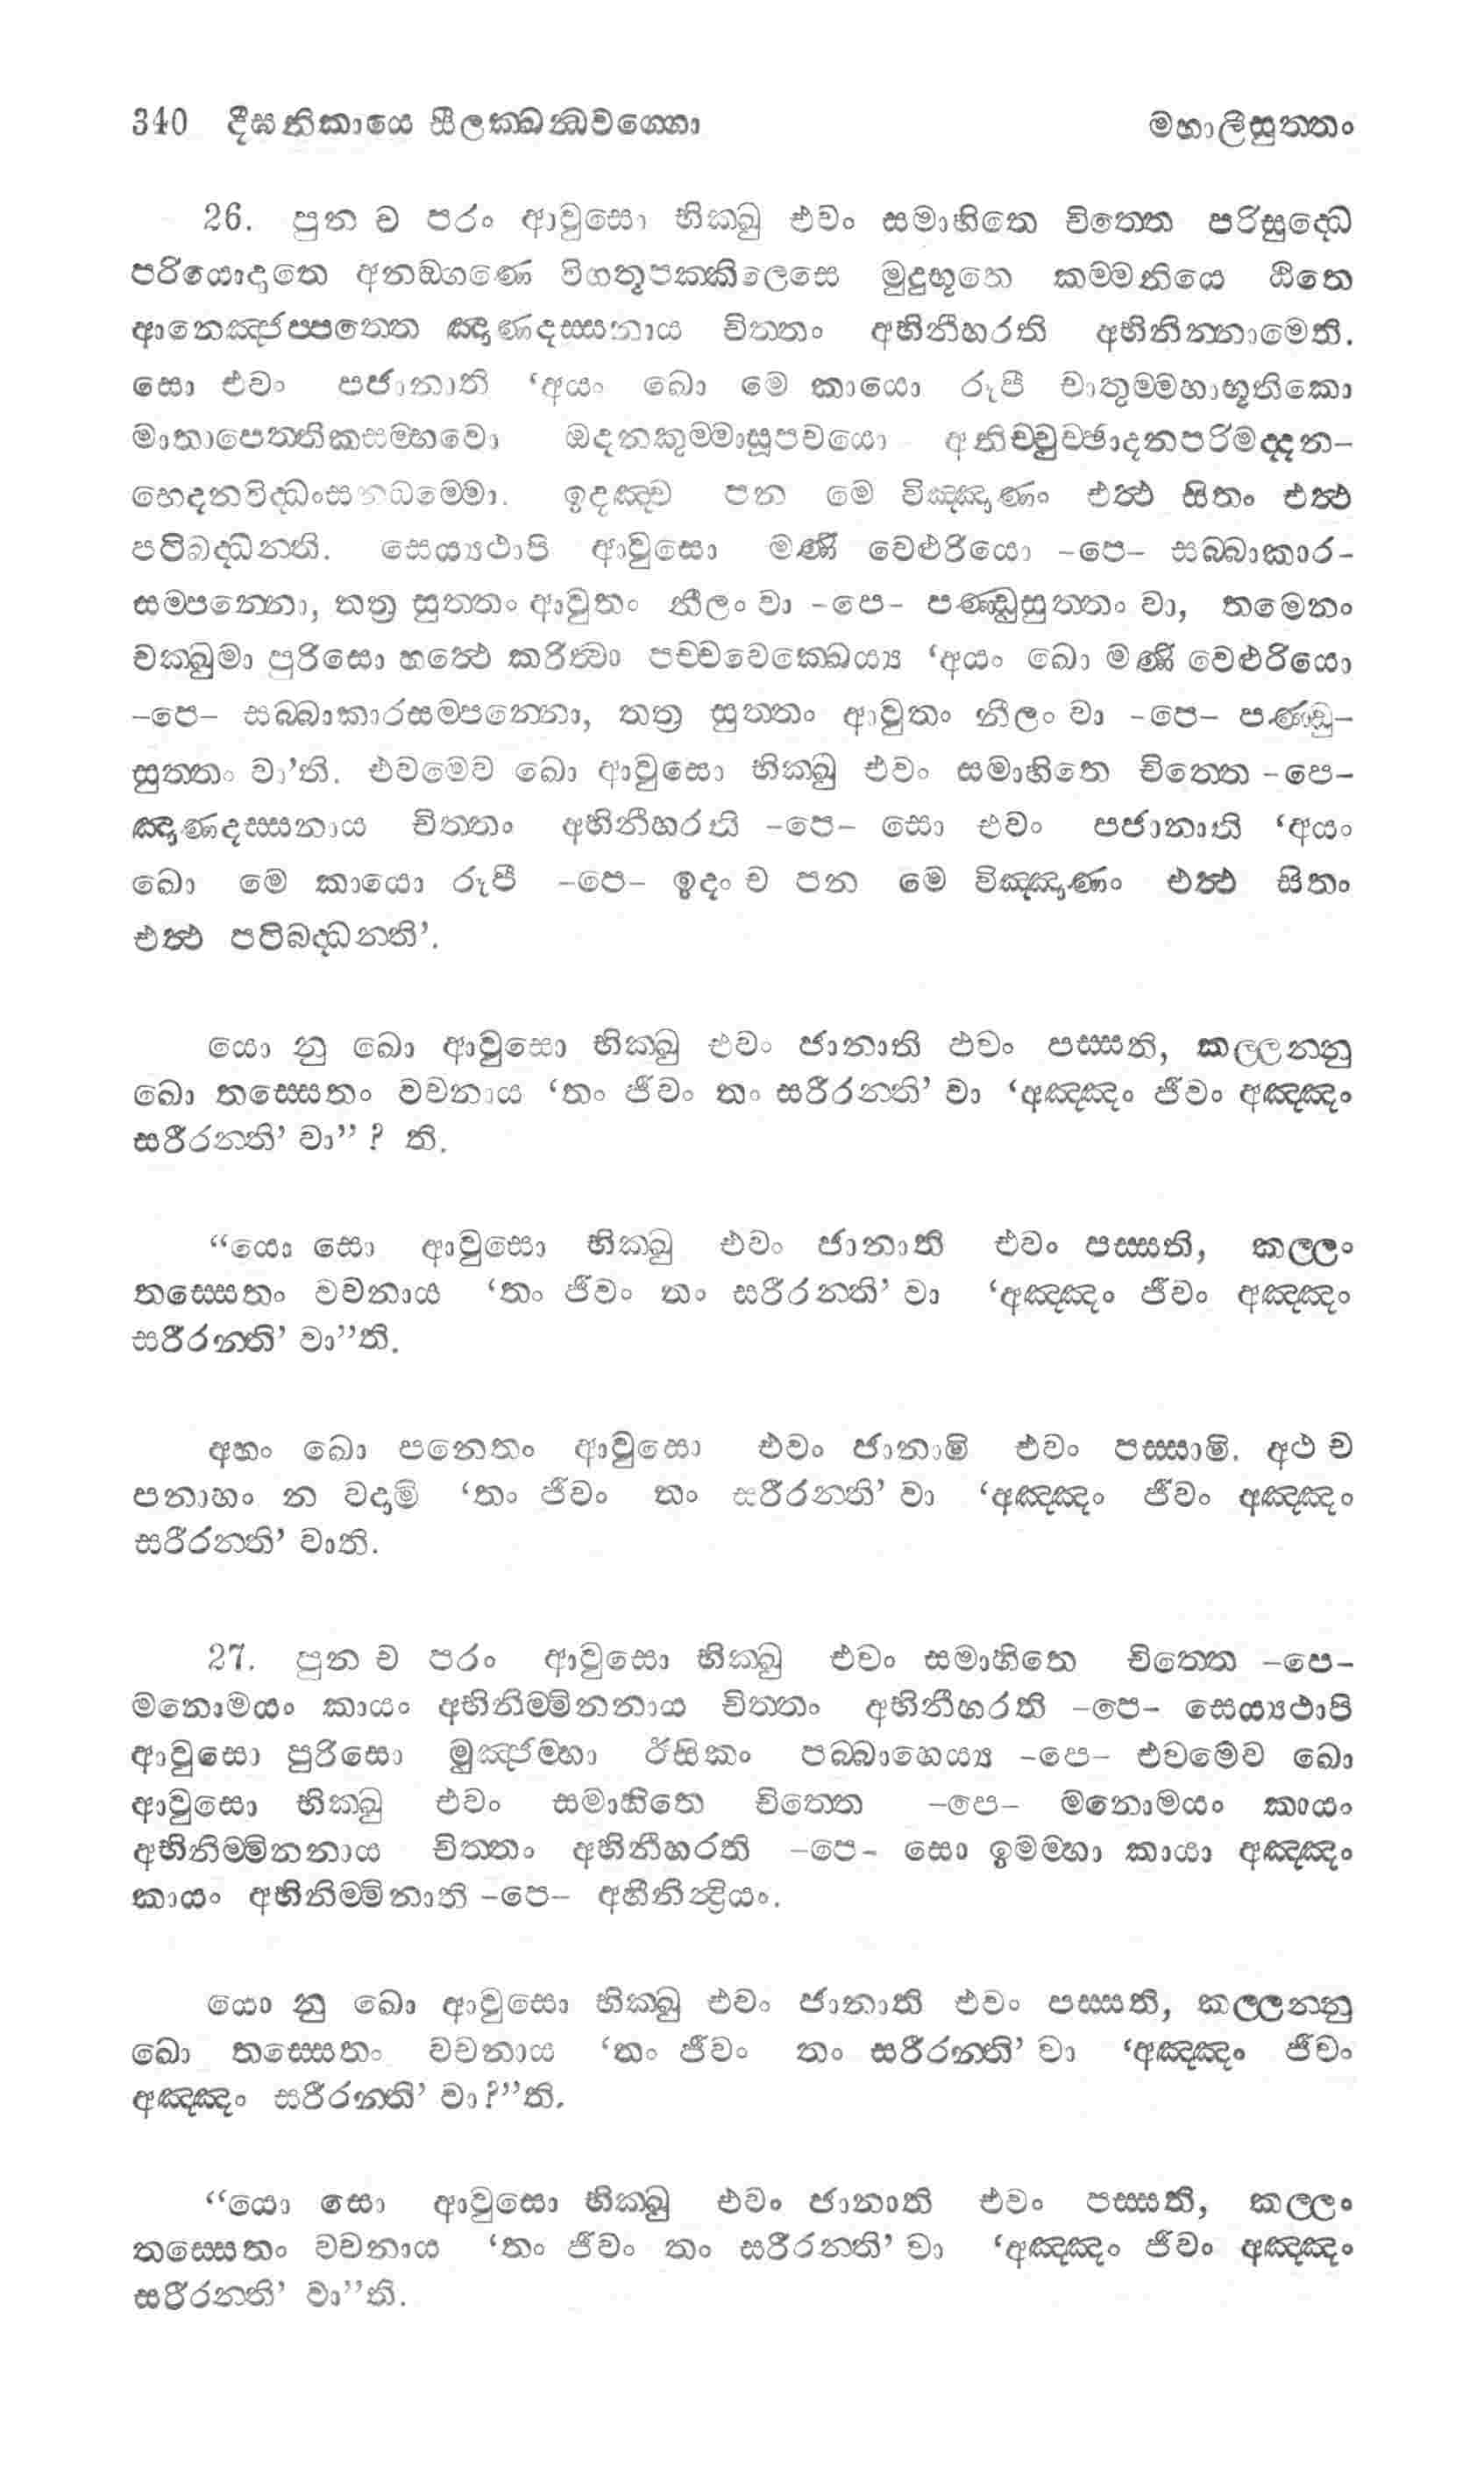 340 දීඝනිකායෙ සීලක්ඛන්ධවග්ගො මහාලිසුත්තං
26. පුන ච පරං ආවුසො භික්ඛු එවං සමාහිතෙ චිත්තෙ පරිසුද්ධෙ
පරියොදාතෙ අනඞ්ගණෙ විගතූපක්කිලෙසෙ මුදුභූතෙ කම්මනියෙ ඨිතෙ
ආනෙඤ්ජප්පත්තෙ ඤාණදස්සනාය චිත්තං අභිනීහරති අභිනින්නාමෙති.
සො එවං පජානාති ‘අයං ඛො මෙ කායො රූපී චාතුම්මහාභූතිකො
මාතාපෙත්තිකසම්භවො ඔදනකුම්මාසූපචයො අනිච්චුච්ඡාදනපරිමද්දන-
භෙදනවිද්ධංසනධම්මො. ඉදඤ්ච පන මෙ විඤ්ඤාණං එත්ථ සිතං එත්ථ
පටිබද්ධන්ති. සෙය්‍යථාපි ආවුසො මණි වෙළුරියො -පෙ- සබ්බාකාර-
සම්පන්නො, තත්‍ර සුත්තං ආවුතං නීලං වා -පෙ- පණ්ඩුසුත්තං වා, තමෙනං
චක්ඛුමා පුරිසො හත්ථෙ කරිත්වා පච්චවෙක්ඛෙය්‍ය ‘අයං ඛො මණි වෙළුරියො
-පෙ- සබ්බාකාරසම්පන්නො, තත්‍ර සුත්තං ආවුතං නීලං වා -පෙ- පණ්ඩු-
සුත්තං වා’ති. එවමෙව ඛො ආවුසො භික්ඛු එවං සමාහිතෙ චිත්තෙ -පෙ-
ඤාණදස්සනාය චිත්තං අභිනීහරති -පෙ- සො එවං පජානාති ‘අයං
ඛො මෙ කායො රූපී -පෙ- ඉදං ච පන මෙ විඤ්ඤාණං එත්ථ සිතං
එත්ථ පටිබද්ධන්ති’.
යො නු ඛො ආවුසො භික්ඛු එවං ජානාති එවං පස්සති, කල්ලන්නු
ඛො තස්සෙතං වචනාය ‘තං ජීවං තං සරීරන්ති’ වා ‘අඤ්ඤං ජීවං අඤ්ඤං
සරීරන්ති’ වා” ? ති.
“යො සො ආවුසො භික්ඛු එවං ජානාති එවං පස්සති, කල්ලං
තස්සෙතං වචනාය ‘තං ජීවං තං සරීරන්ති’ වා ‘අඤ්ඤං ජීවං අඤ්ඤං
සරීරන්ති’ වා”ති.
අහං ඛො පනෙතං ආවුසො එවං ජානාමි එවං පස්සාමි. අථ ච
පනාහං න වදාමි ‘තං ජීවං තං සරීරන්ති’ වා ‘අඤ්ඤං ජීවං අඤ්ඤං
සරීරන්ති’ වාති.
27. පුන ච පරං ආවුසො භික්ඛු එවං සමාහිතෙ චිත්තෙ -පෙ-
මනොමයං කායං අභිනිම්මිනනාය චිත්තං අභිනීහරති -පෙ- සෙය්‍යථාපි
ආවුසො පුරිසො මුඤ්ජම්හා ඊසිකං පබ්බාහෙය්‍ය -පෙ- එවමෙව ඛො
ආවුසො භික්ඛු එවං සමාහිතෙ චිත්තෙ -පෙ- මනොමයං කායං
අභිනිම්මිනනාය චිත්තං අභිනීහරති -පෙ- සො ඉමම්හා කායා අඤ්ඤං
කායං අභිනිම්මිනාති -පෙ- අහීනින්ද්‍රියං.
යො නු ඛො ආවුසො භික්ඛු එවං ජානාති එවං පස්සති, කල්ලන්නු
ඛො තස්සෙතං වචනාය ‘තං ජීවං තං සරීරන්ති’ වා ‘අඤ්ඤං ජීවං
අඤ්ඤං සරීරන්ති’ වා?”ති.
“යො සො ආවුසො භික්ඛු එවං ජානාති එවං පස්සති, කල්ලං
තස්සෙතං වචනාය ‘තං ජීවං තං සරීරන්ති’ වා ‘අඤ්ඤං ජීවං අඤ්ඤං
සරීරන්ති’ වා”ති.